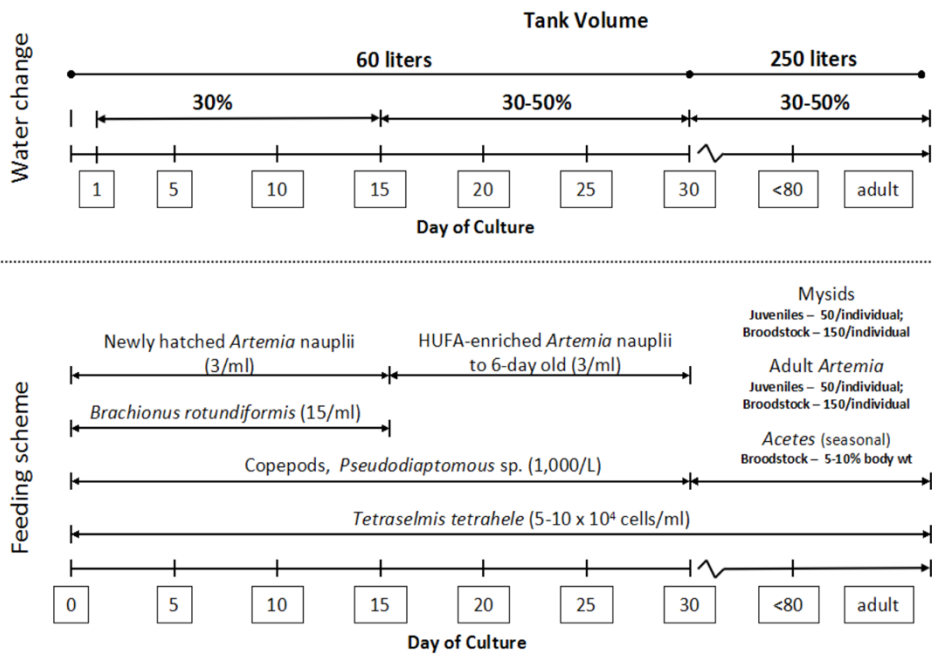 Tank Volume
Water change
60 liters
250 liters
30%
30-50%
30-50%
1
5
10
15
20
25
30
<80
adult
Day of Culture
Feeding scheme
Newly hatched Artemia nauplii
(3/ml)
HUFA-enriched Artemia nauplii
to 6-day old (3/ml)
Mysids
Juveniles – 50/individual;
Broodstock – 150/individual
Adult Artemia
Juveniles – 50/individual;
Broodstock – 150/individual
Acetes (seasonal)
Broodstock – 5-10% body wt
Brachionus rotundiformis (15/ml)
Copepods, Pseudodiaptomous sp. (1,000/L)
Tetraselmis tetrahele (5-10 x 10⁴ cells/ml)
0
5
10
15
20
25
30
<80
adult
Day of Culture